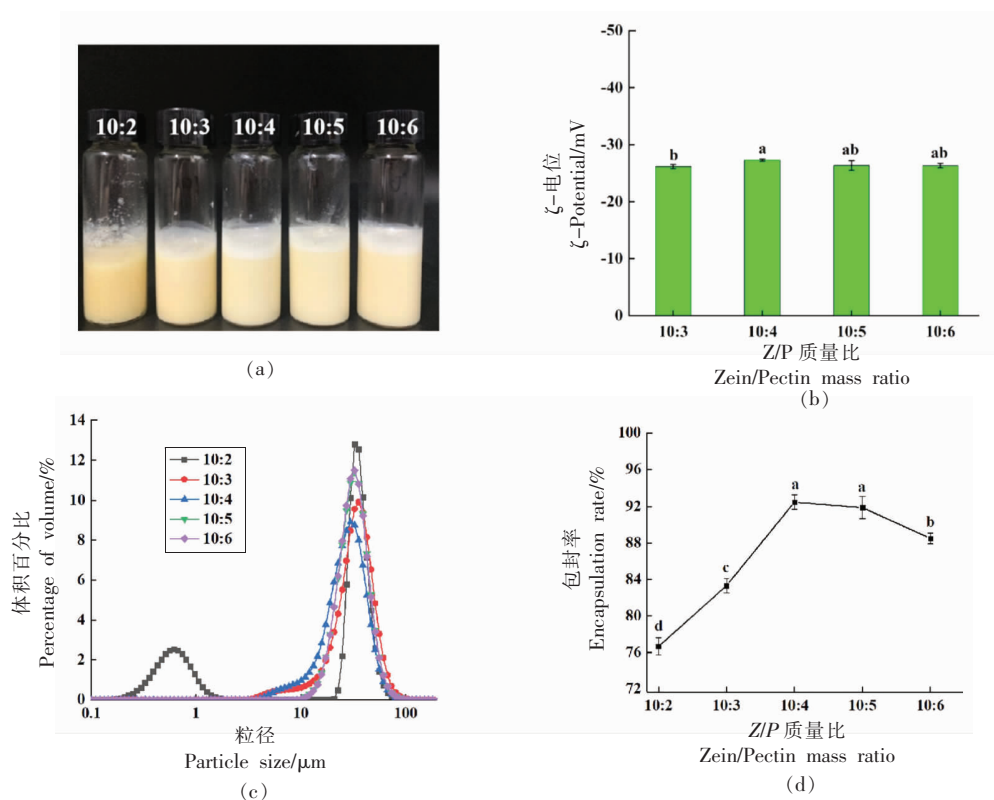 10:2 10:3 10:4 10:5 10:6
(a)
-50
-40
-30
-20
-10
0
ζ-电位
ζ-Potential/mV
b a ab ab
10:3 10:4 10:5 10:6
Z/P 质量比
Zein/Pectin mass ratio
(b)
14
12
10
8
6
4
2
0
体积百分比
Percentage of volume/%
10:2
10:3
10:4
10:5
10:6
0.1 1 10 100
粒径
Particle size/μm
(c)
100
96
92
88
84
80
76
72
包封率
Encapsulation rate/%
d c a a b
10:2 10:3 10:4 10:5 10:6
Z/P 质量比
Zein/Pectin mass ratio
(d)